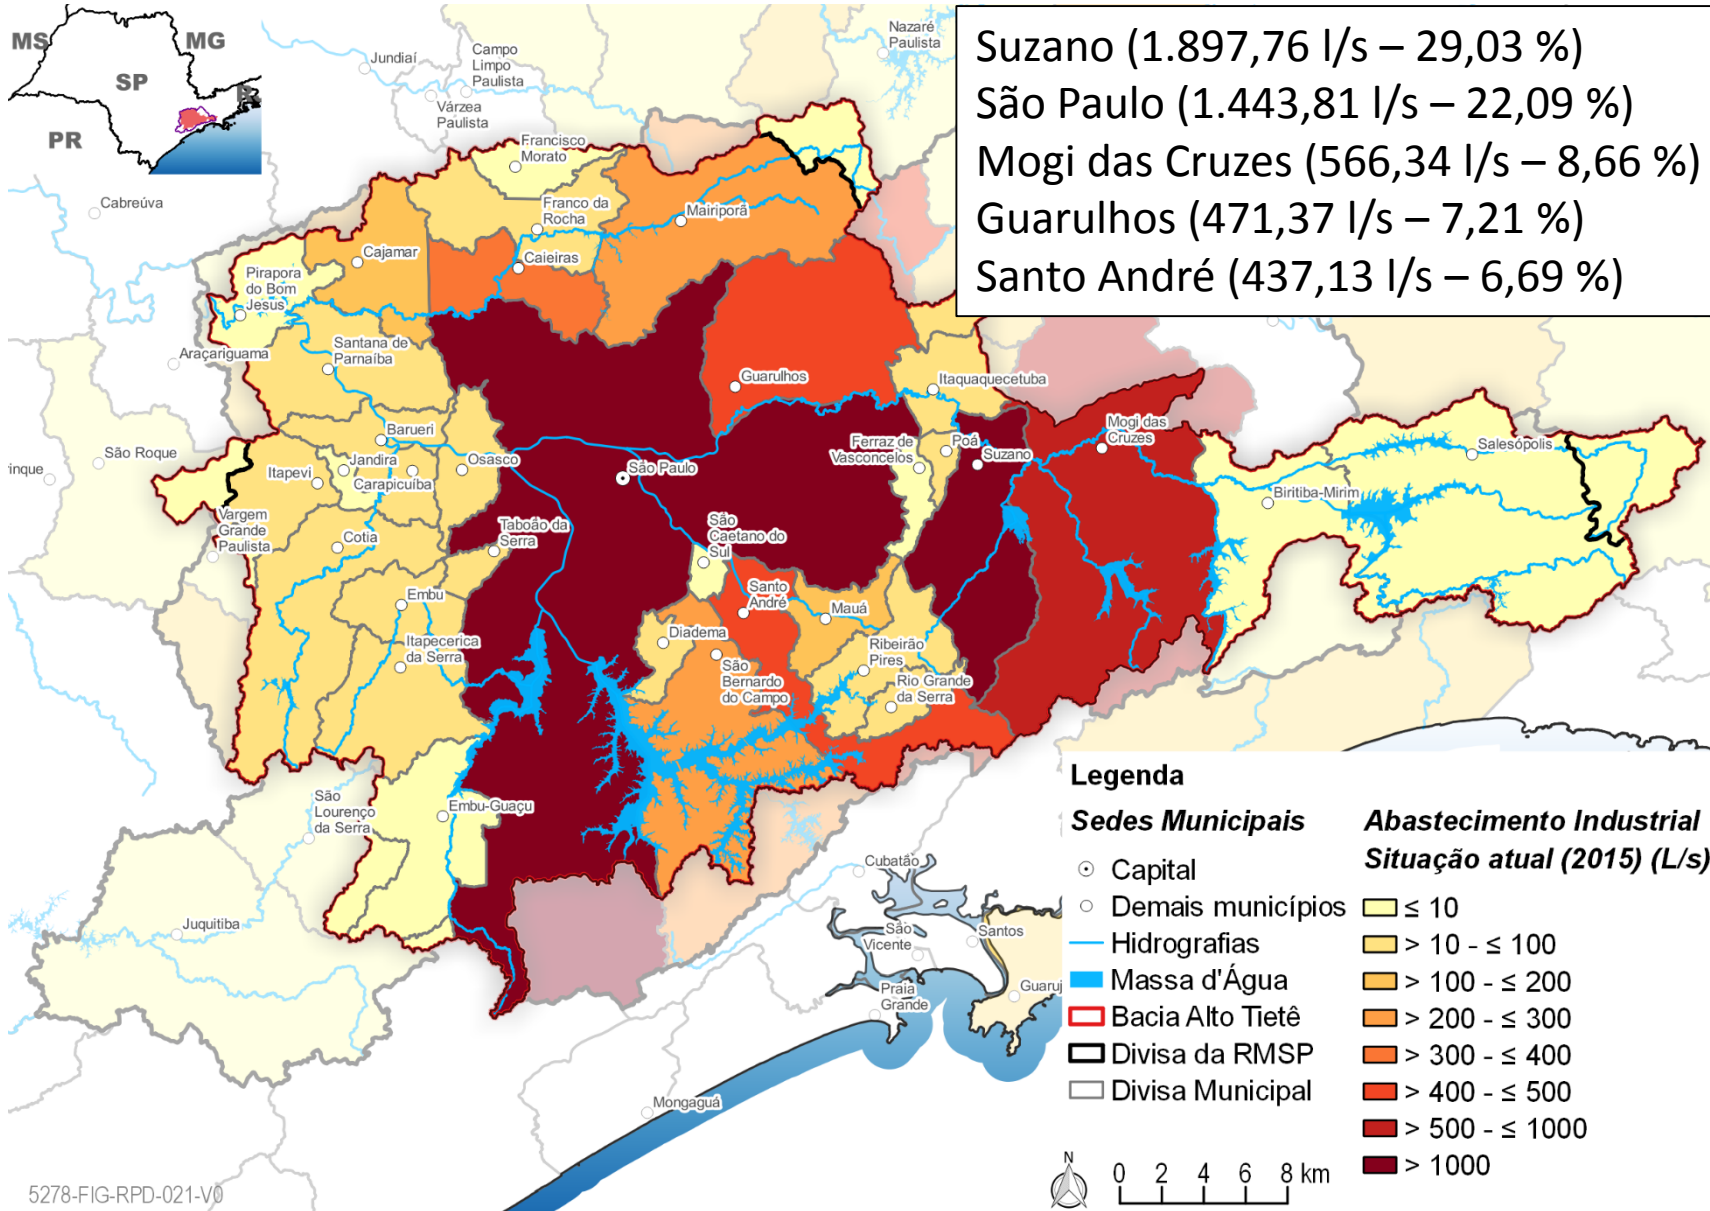 MS
MG
SP
PR
Suzano (1.897,76 l/s – 29,03 %)
São Paulo (1.443,81 l/s – 22,09 %)
Mogi das Cruzes (566,34 l/s – 8,66 %)
Guarulhos (471,37 l/s – 7,21 %)
Santo André (437,13 l/s – 6,69 %)
Nazaré
Paulista
Jundiaí
Campo
Limpo
Paulista
Várzea
Paulista
Francisco
Morato
Cabreúva
Franco da
Rocha
Mairiporã
Cajamar
Caieiras
Pirapora
do Bom
Jesus
Araçariguama
Santana de
Parnaíba
Guarulhos
Itaquaquecetuba
Mogi das
Cruzes
Barueri
Ferraz de
Vasconcelos
Poá
Suzano
Salesópolis
São Roque
Itapevi
Jandira
Carapicuíba
Osasco
São Paulo
Biritiba-Mirim
Vargem
Grande
Paulista
Cotia
Taboão da
Serra
São
Caetano do
Sul
Embu
Santo
André
Mauá
Itapecerica
da Serra
Diadema
São
Bernardo
do Campo
Ribeirão
Pires
Rio Grande
da Serra
São
Lourenço
da Serra
Embu-Guaçu
Juquitiba
Cubatão
São
Vicente
Santos
Praia
Grande
Mongaguá
Legenda
Sedes Municipais
Capital
Demais municípios
Hidrografias
Massa d'Água
Bacia Alto Tietê
Divisa da RMSP
Divisa Municipal
Abastecimento Industrial
Situação atual (2015) (L/s)
≤ 10
> 10 - ≤ 100
> 100 - ≤ 200
> 200 - ≤ 300
> 300 - ≤ 400
> 400 - ≤ 500
> 500 - ≤ 1000
> 1000
N
0 2 4 6 8 km
5278-FIG-RPD-021-V0